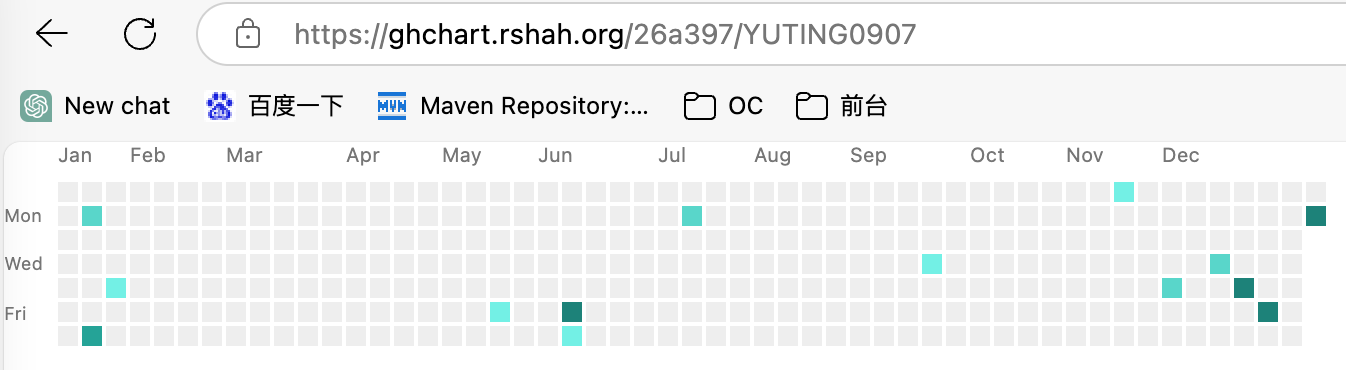 https://ghchart.rshah.org/26a397/YUTING0907
New chat 百度一下 MVN Maven Repository:... OC 前台
Jan Feb Mar Apr May Jun Jul Aug Sep Oct Nov Dec
Mon
Wed
Fri